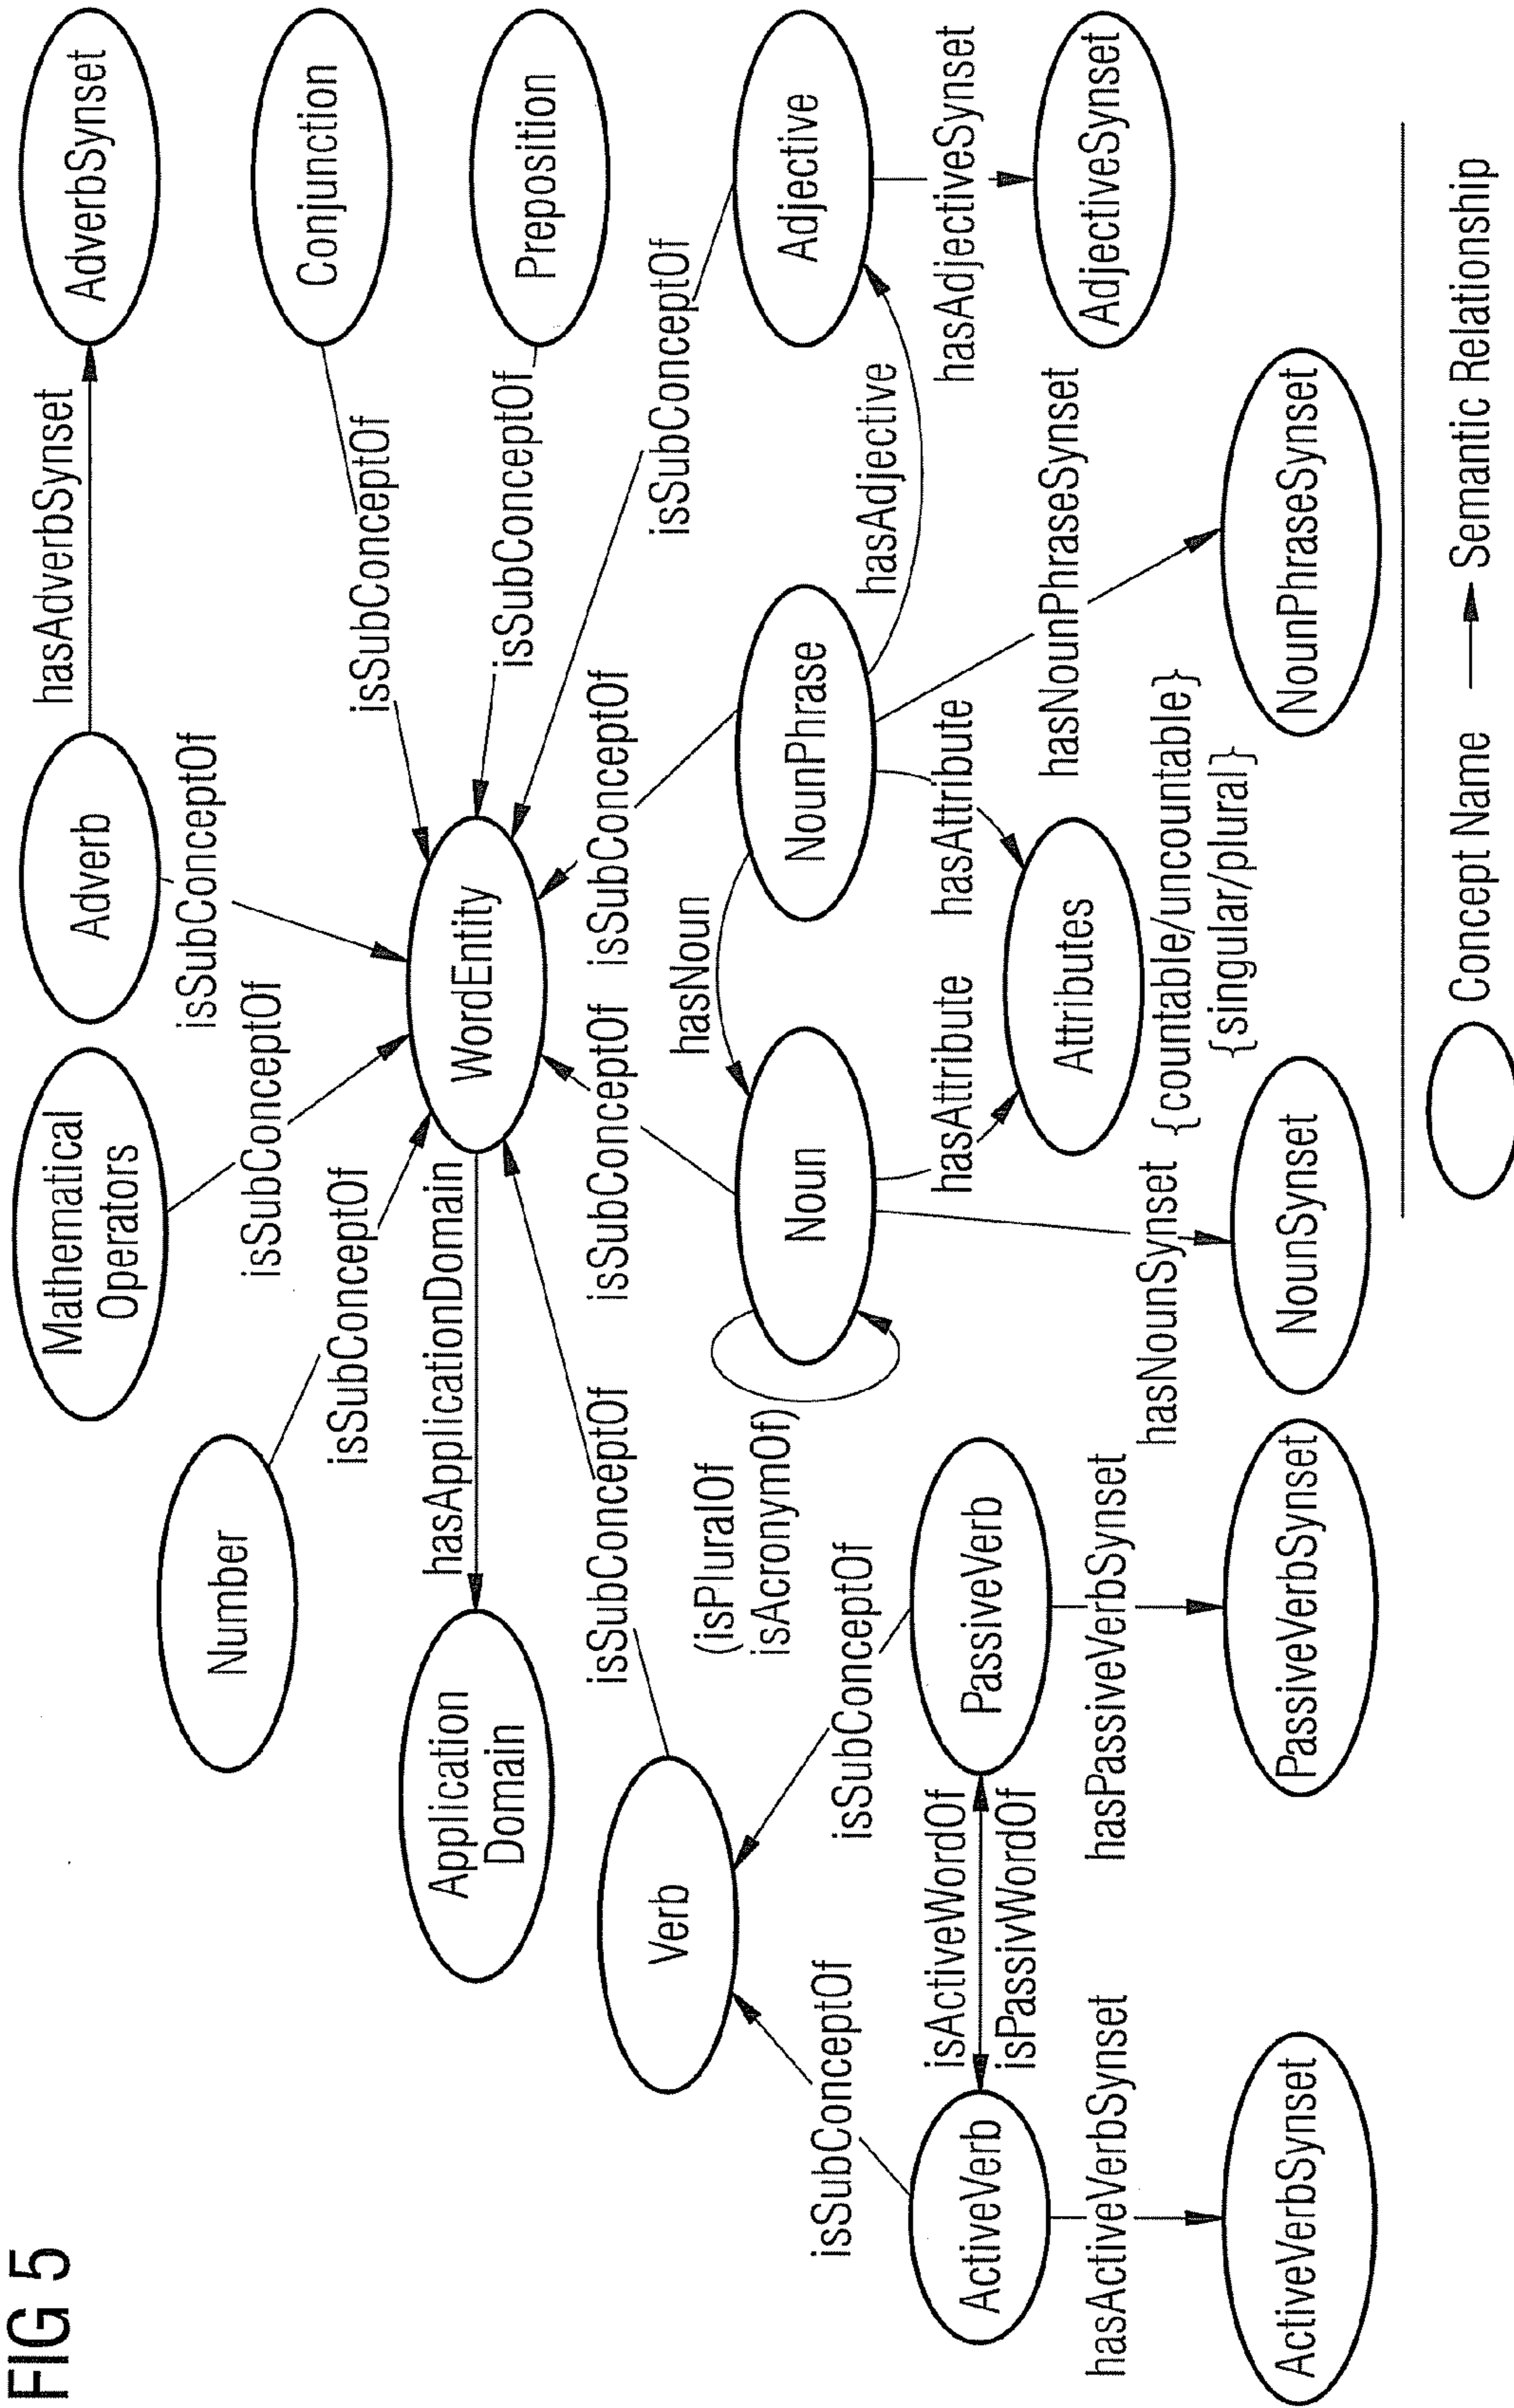 FIG 5
AdverbSynset
hasAdverbSynset
Adverb
isSubConceptOf
Mathematical
Operators
isSubConceptOf
Number
isSubConceptOf
Conjunction
isSubConceptOf
Preposition
isSubConceptOf
WordEntity
hasApplicationDomain
Application
Domain
isSubConceptOf
Verb
isSubConceptOf
isSubConceptOf
isSubConceptOf
isSubConceptOf
Adjective
hasAdjectiveSynset
AdjectiveSynset
hasAdjective
NounPhrase
hasNoun
Noun
(isPluralOf
isAcronymOf)
isSubConceptOf
PassiveVerb
isActiveWordOf
isPassivWordOf
ActiveVerb
hasActiveVerbSynset
ActiveVerbSynset
hasPassiveVerbSynset
PassiveVerbSynset
hasNounSynset
NounSynset
hasAttribute
hasAttribute
Attributes
{countable/uncountable}
{singular/plural}
hasNounPhraseSynset
NounPhraseSynset
Concept Name
Semantic Relationship